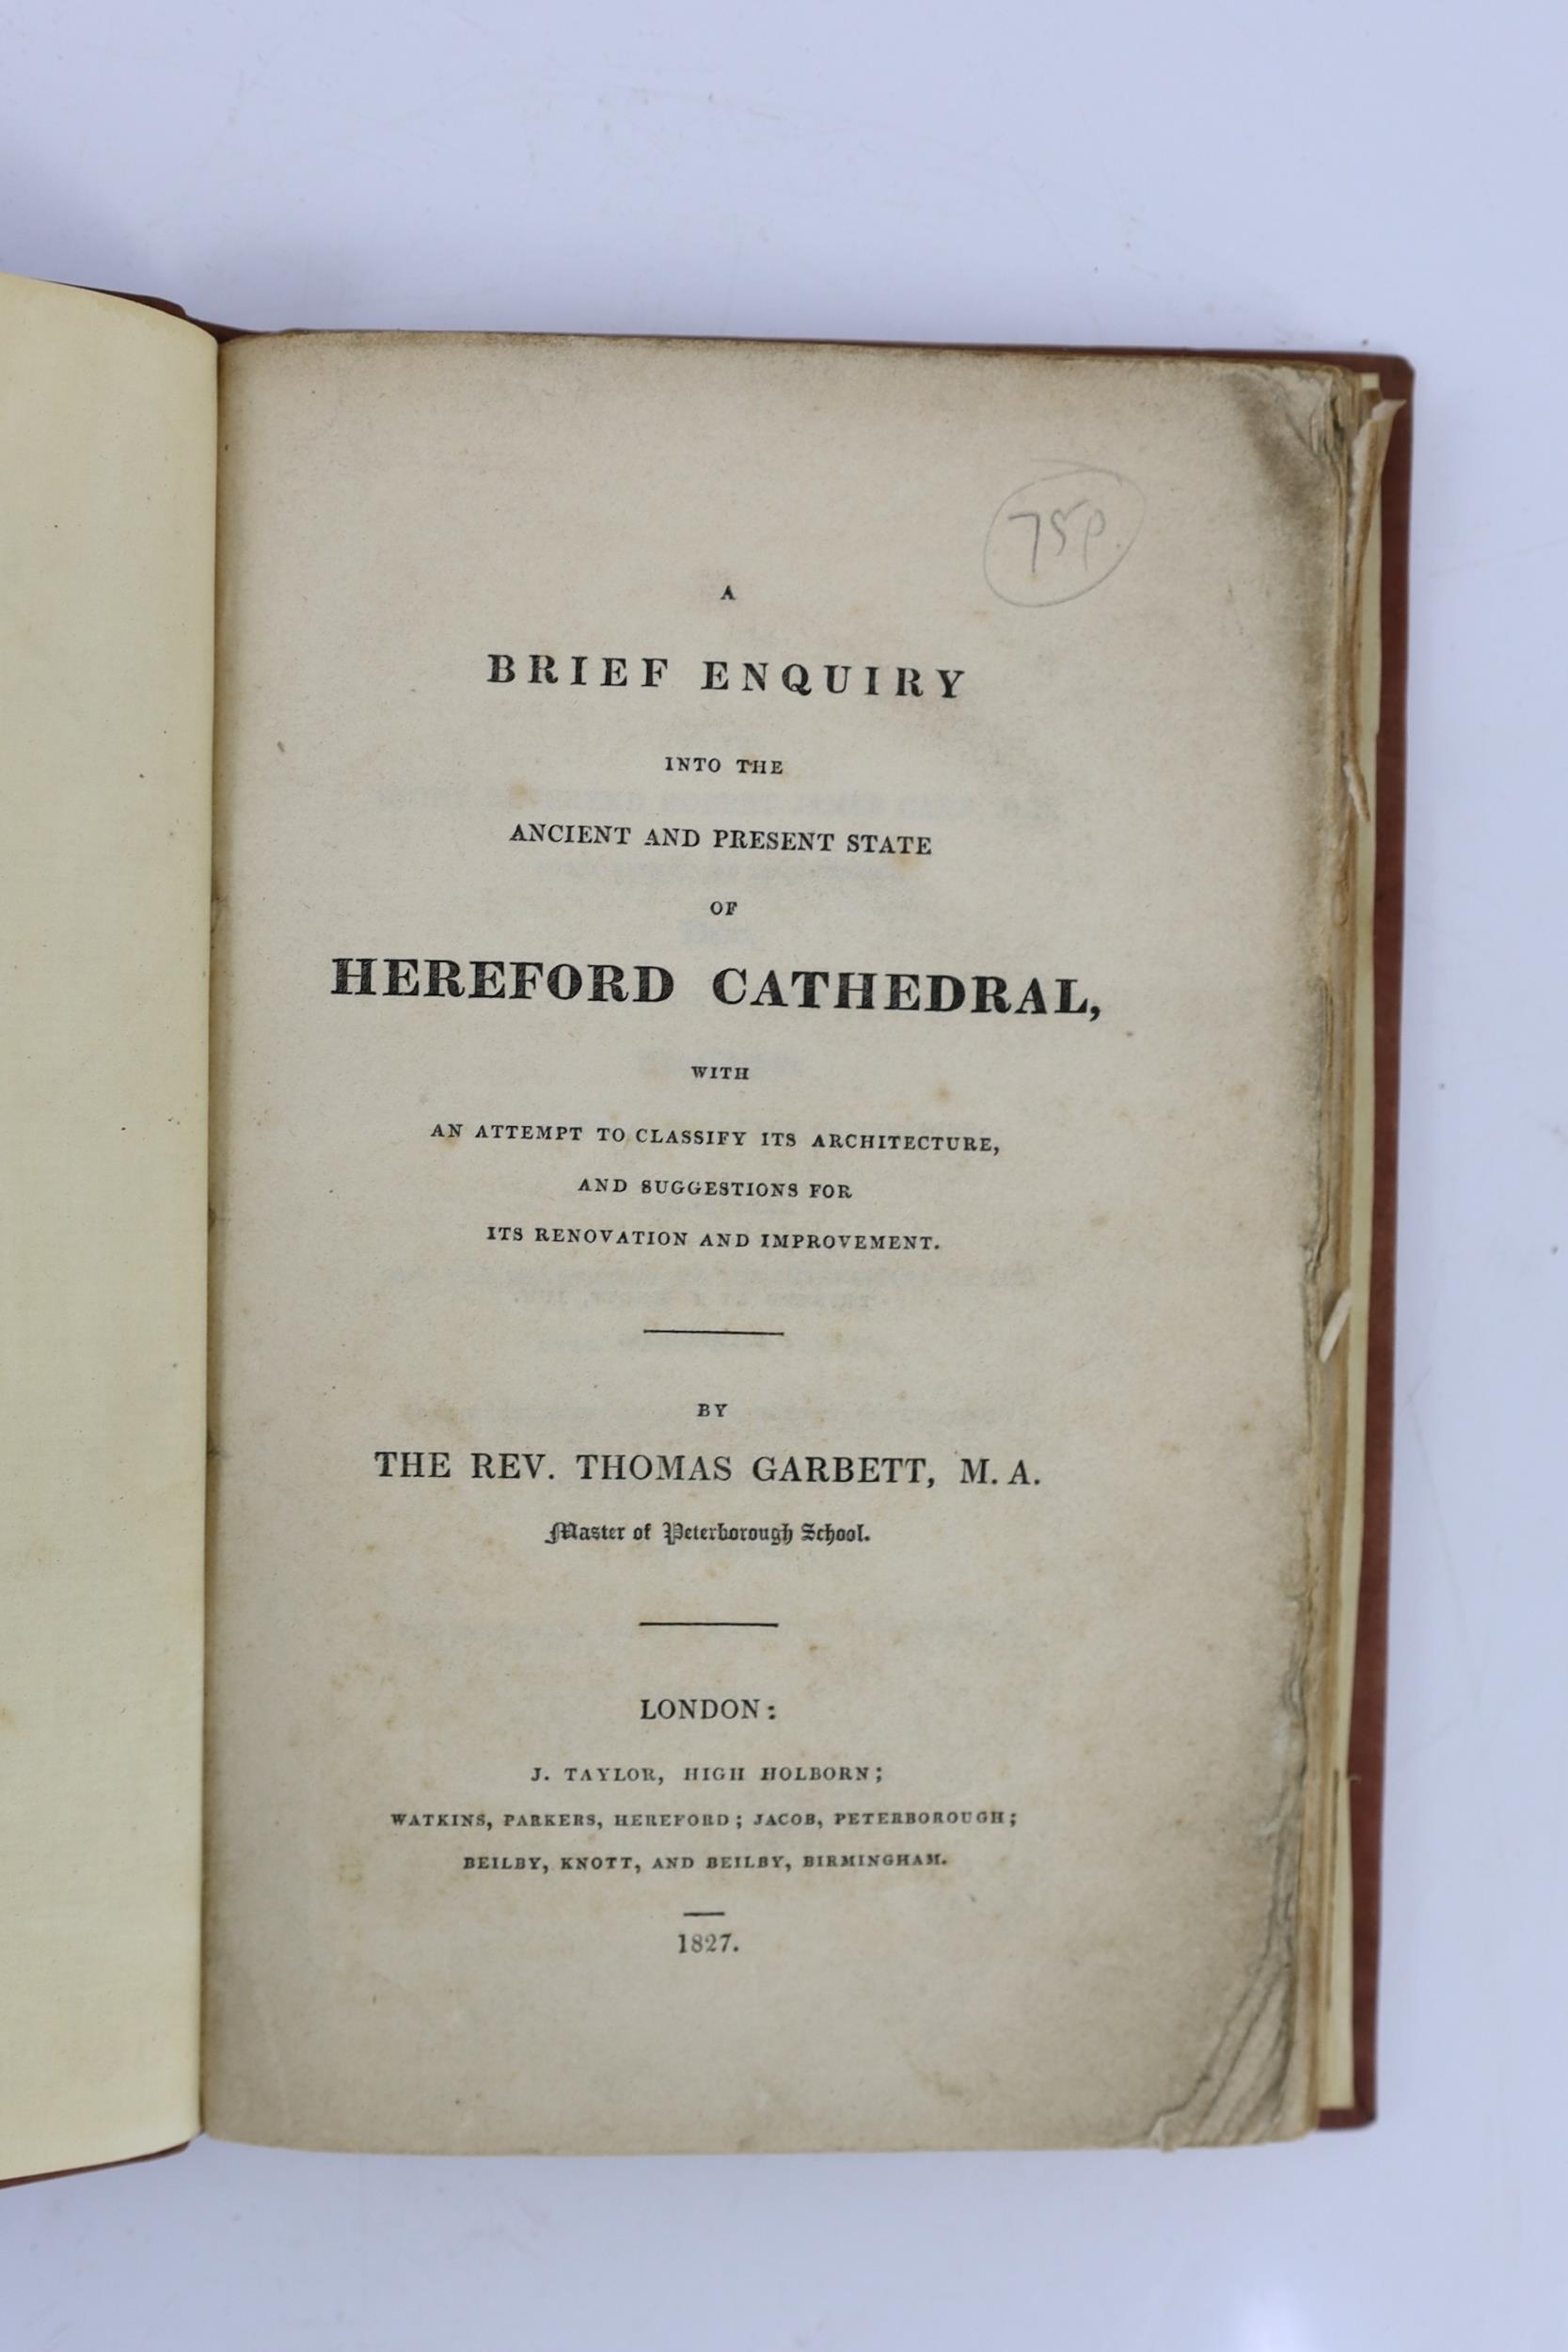 75p.
A
BRIEF ENQUIRY
INTO THE
ANCIENT AND PRESENT STATE
OF
HEREFORD CATHEDRAL,
WITH
AN ATTEMPT TO CLASSIFY ITS ARCHITECTURE,
AND SUGGESTIONS FOR
ITS RENOVATION AND IMPROVEMENT.
BY
THE REV. THOMAS GARBETT, M. A.
Master of Peterborough School.
LONDON:
J. TAYLOR, HIGH HOLBORN;
WATKINS, PARKERS, HEREFORD; JACOB, PETERBOROUGH;
BEILBY, KNOTT, AND BEILBY, BIRMINGHAM.
1827.